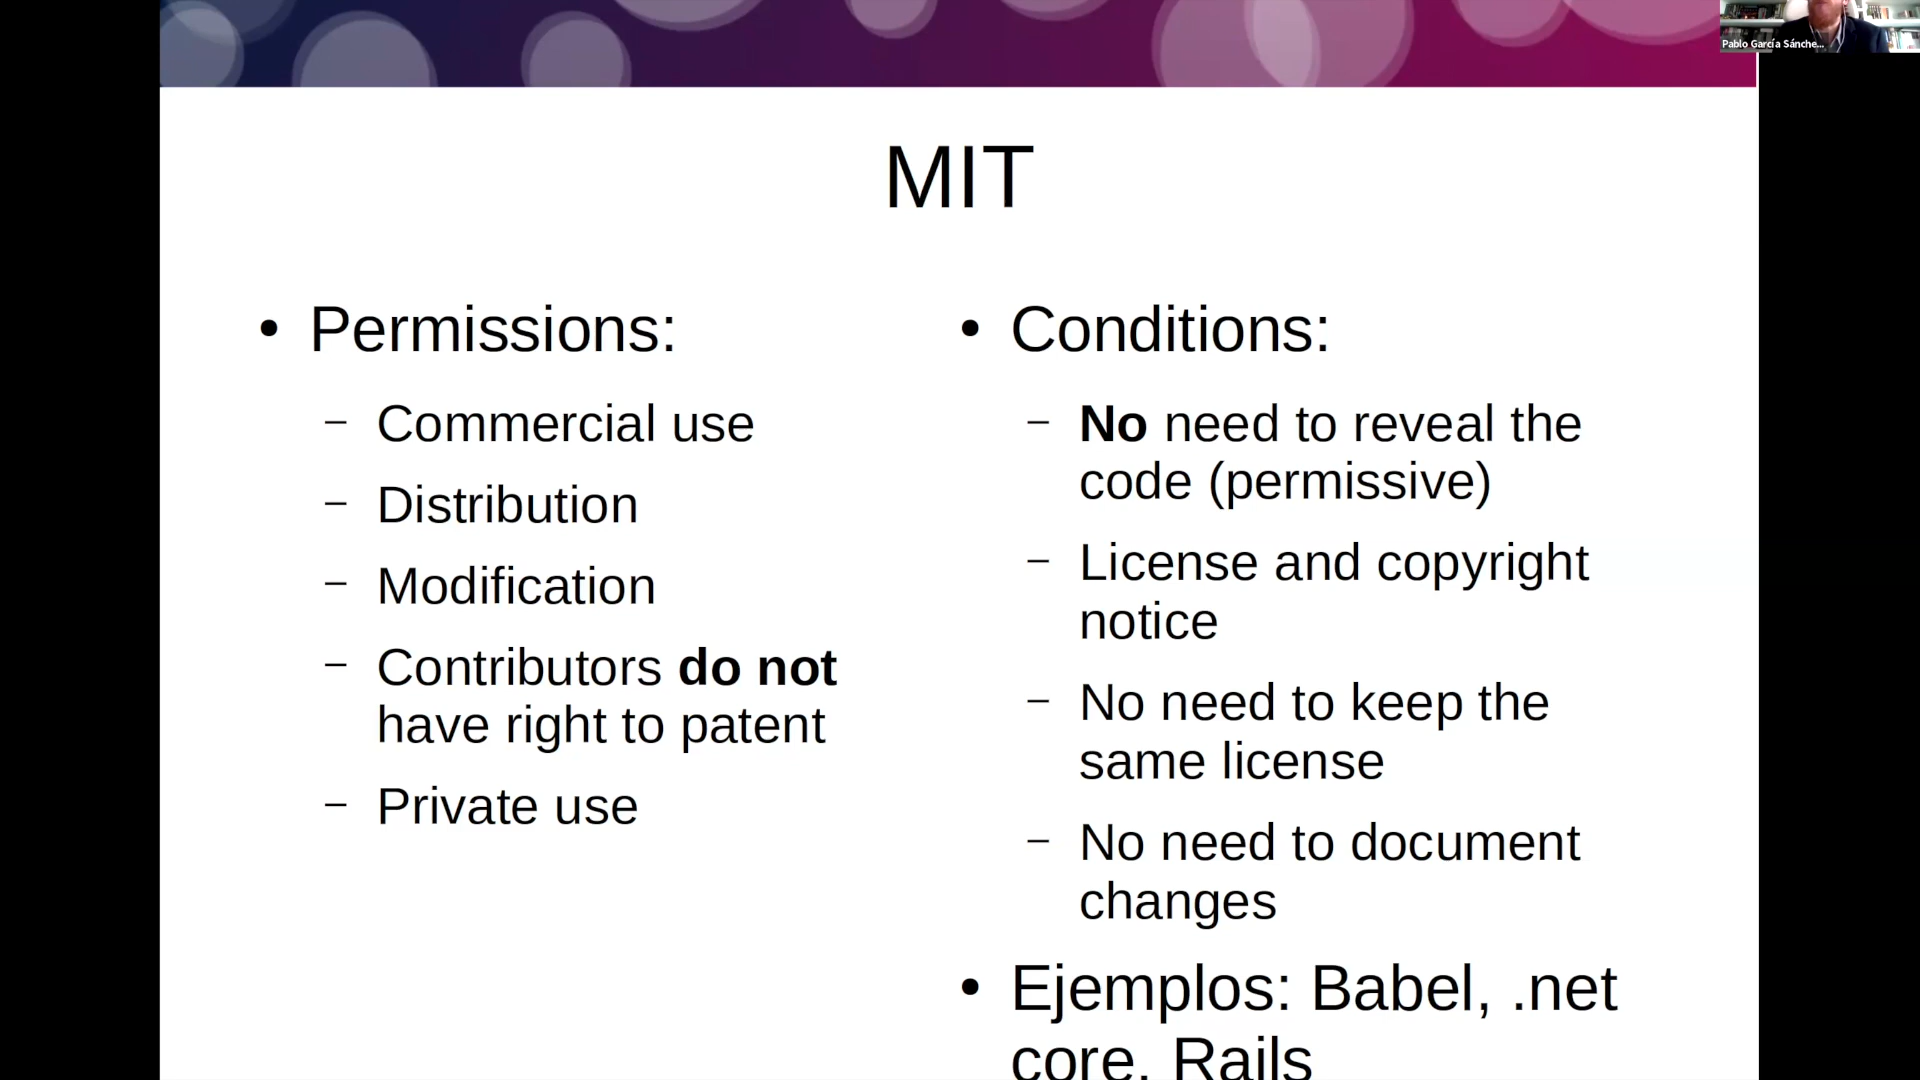 Pablo García Sánche...
MIT
• Permissions:
– Commercial use
– Distribution
– Modification
– Contributors do not
have right to patent
– Private use
• Conditions:
– No need to reveal the
code (permissive)
– License and copyright
notice
– No need to keep the
same license
– No need to document
changes
• Ejemplos: Babel, .net
core, Rails